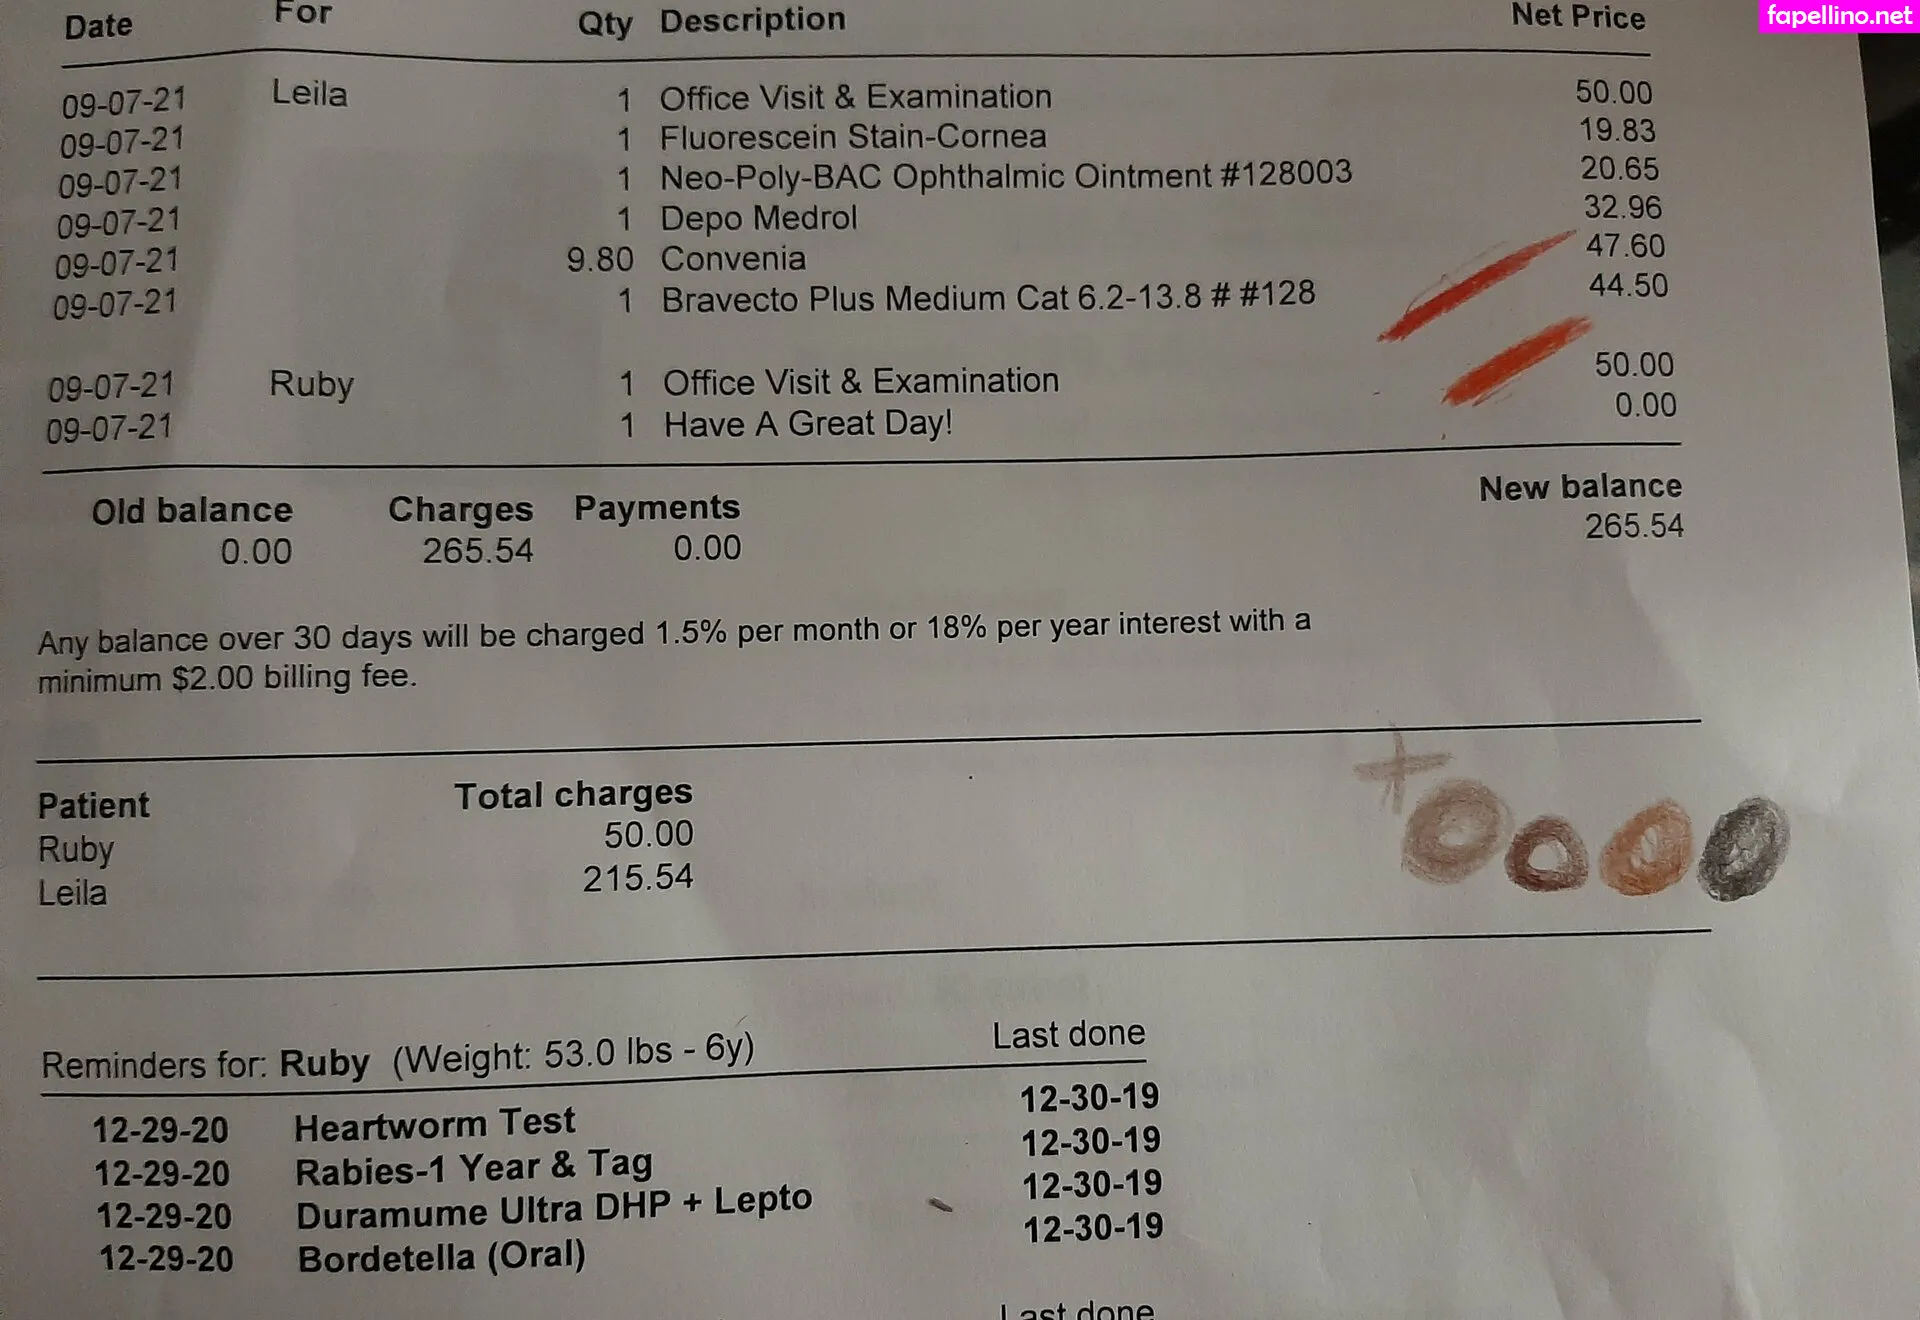 fapellino.net
Date For Qty Description Net Price
09-07-21 Leila 1 Office Visit & Examination 50.00
09-07-21 1 Fluorescein Stain-Cornea 19.83
09-07-21 1 Neo-Poly-BAC Ophthalmic Ointment #128003 20.65
09-07-21 1 Depo Medrol 32.96
09-07-21 9.80 Convenia 47.60
09-07-21 1 Bravecto Plus Medium Cat 6.2-13.8 # #128 44.50
09-07-21 Ruby 1 Office Visit & Examination 50.00
09-07-21 1 Have A Great Day! 0.00
Old balance Charges Payments New balance
0.00 265.54 0.00 265.54
Any balance over 30 days will be charged 1.5% per month or 18% per year interest with a
minimum $2.00 billing fee.
Patient Total charges
Ruby 50.00
Leila 215.54
Reminders for: Ruby (Weight: 53.0 lbs - 6y) Last done
12-29-20 Heartworm Test 12-30-19
12-29-20 Rabies-1 Year & Tag 12-30-19
12-29-20 Duramume Ultra DHP + Lepto 12-30-19
12-29-20 Bordetella (Oral) 12-30-19
Last done